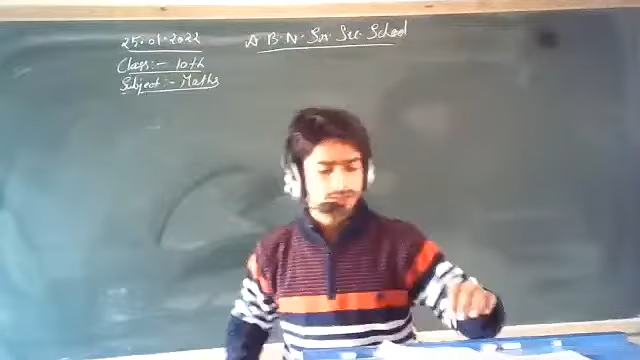 25.01.2022
A B.N. Sr. Sec. School
Class:- 10th
Subject:- Maths